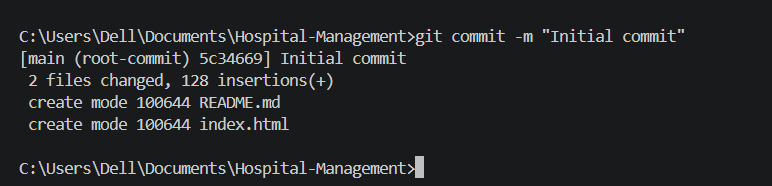 C:\Users\Dell\Documents\Hospital-Management>git commit -m "Initial commit"
[main (root-commit) 5c34669] Initial commit
 2 files changed, 128 insertions(+)
 create mode 100644 README.md
 create mode 100644 index.html
C:\Users\Dell\Documents\Hospital-Management>